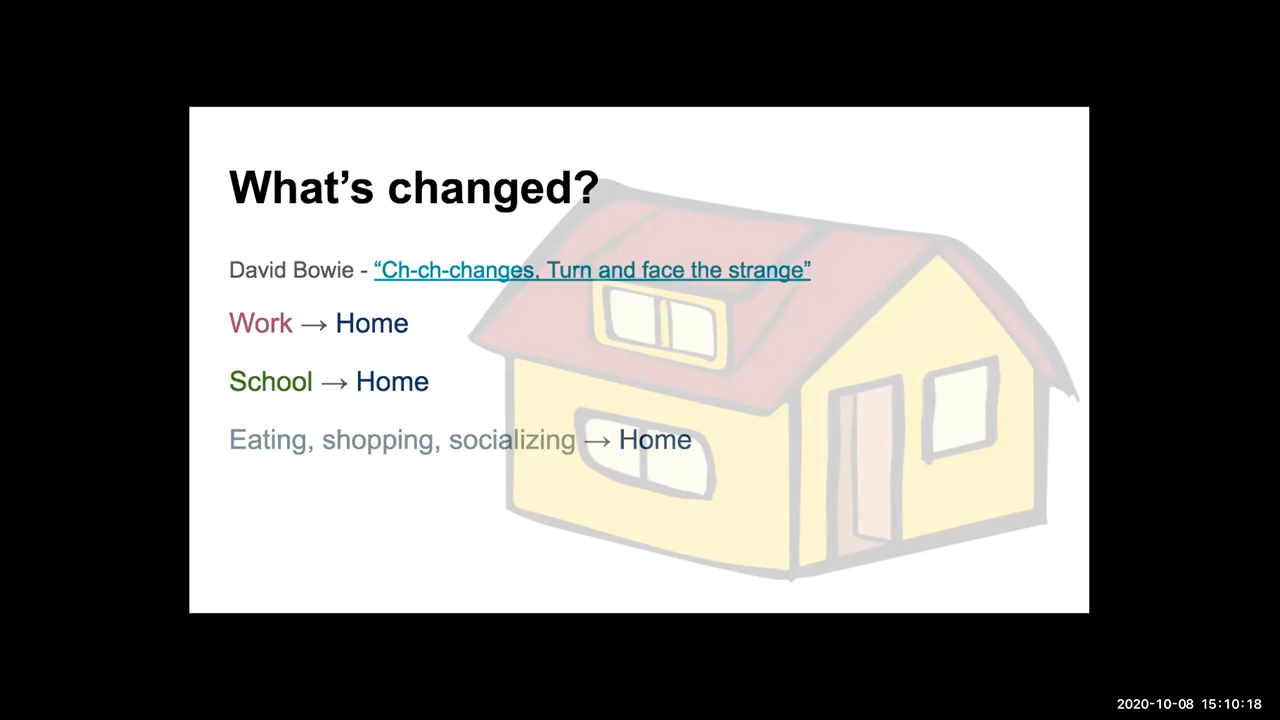 What’s changed?
David Bowie - “Ch-ch-changes, Turn and face the strange”
Work → Home
School → Home
Eating, shopping, socializing → Home
2020-10-08 15:10:18